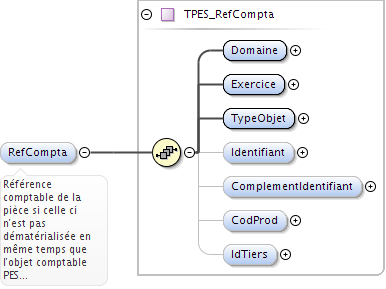 TPES_RefCompta
Domaine
Exercice
TypeObjet
RefCompta
Identifiant
Référence
comptable de la
pièce si celle ci
n'est pas
dématérialisée en
même temps que
l'objet comptable
PES...
ComplementIdentifiant
CodProd
IdTiers